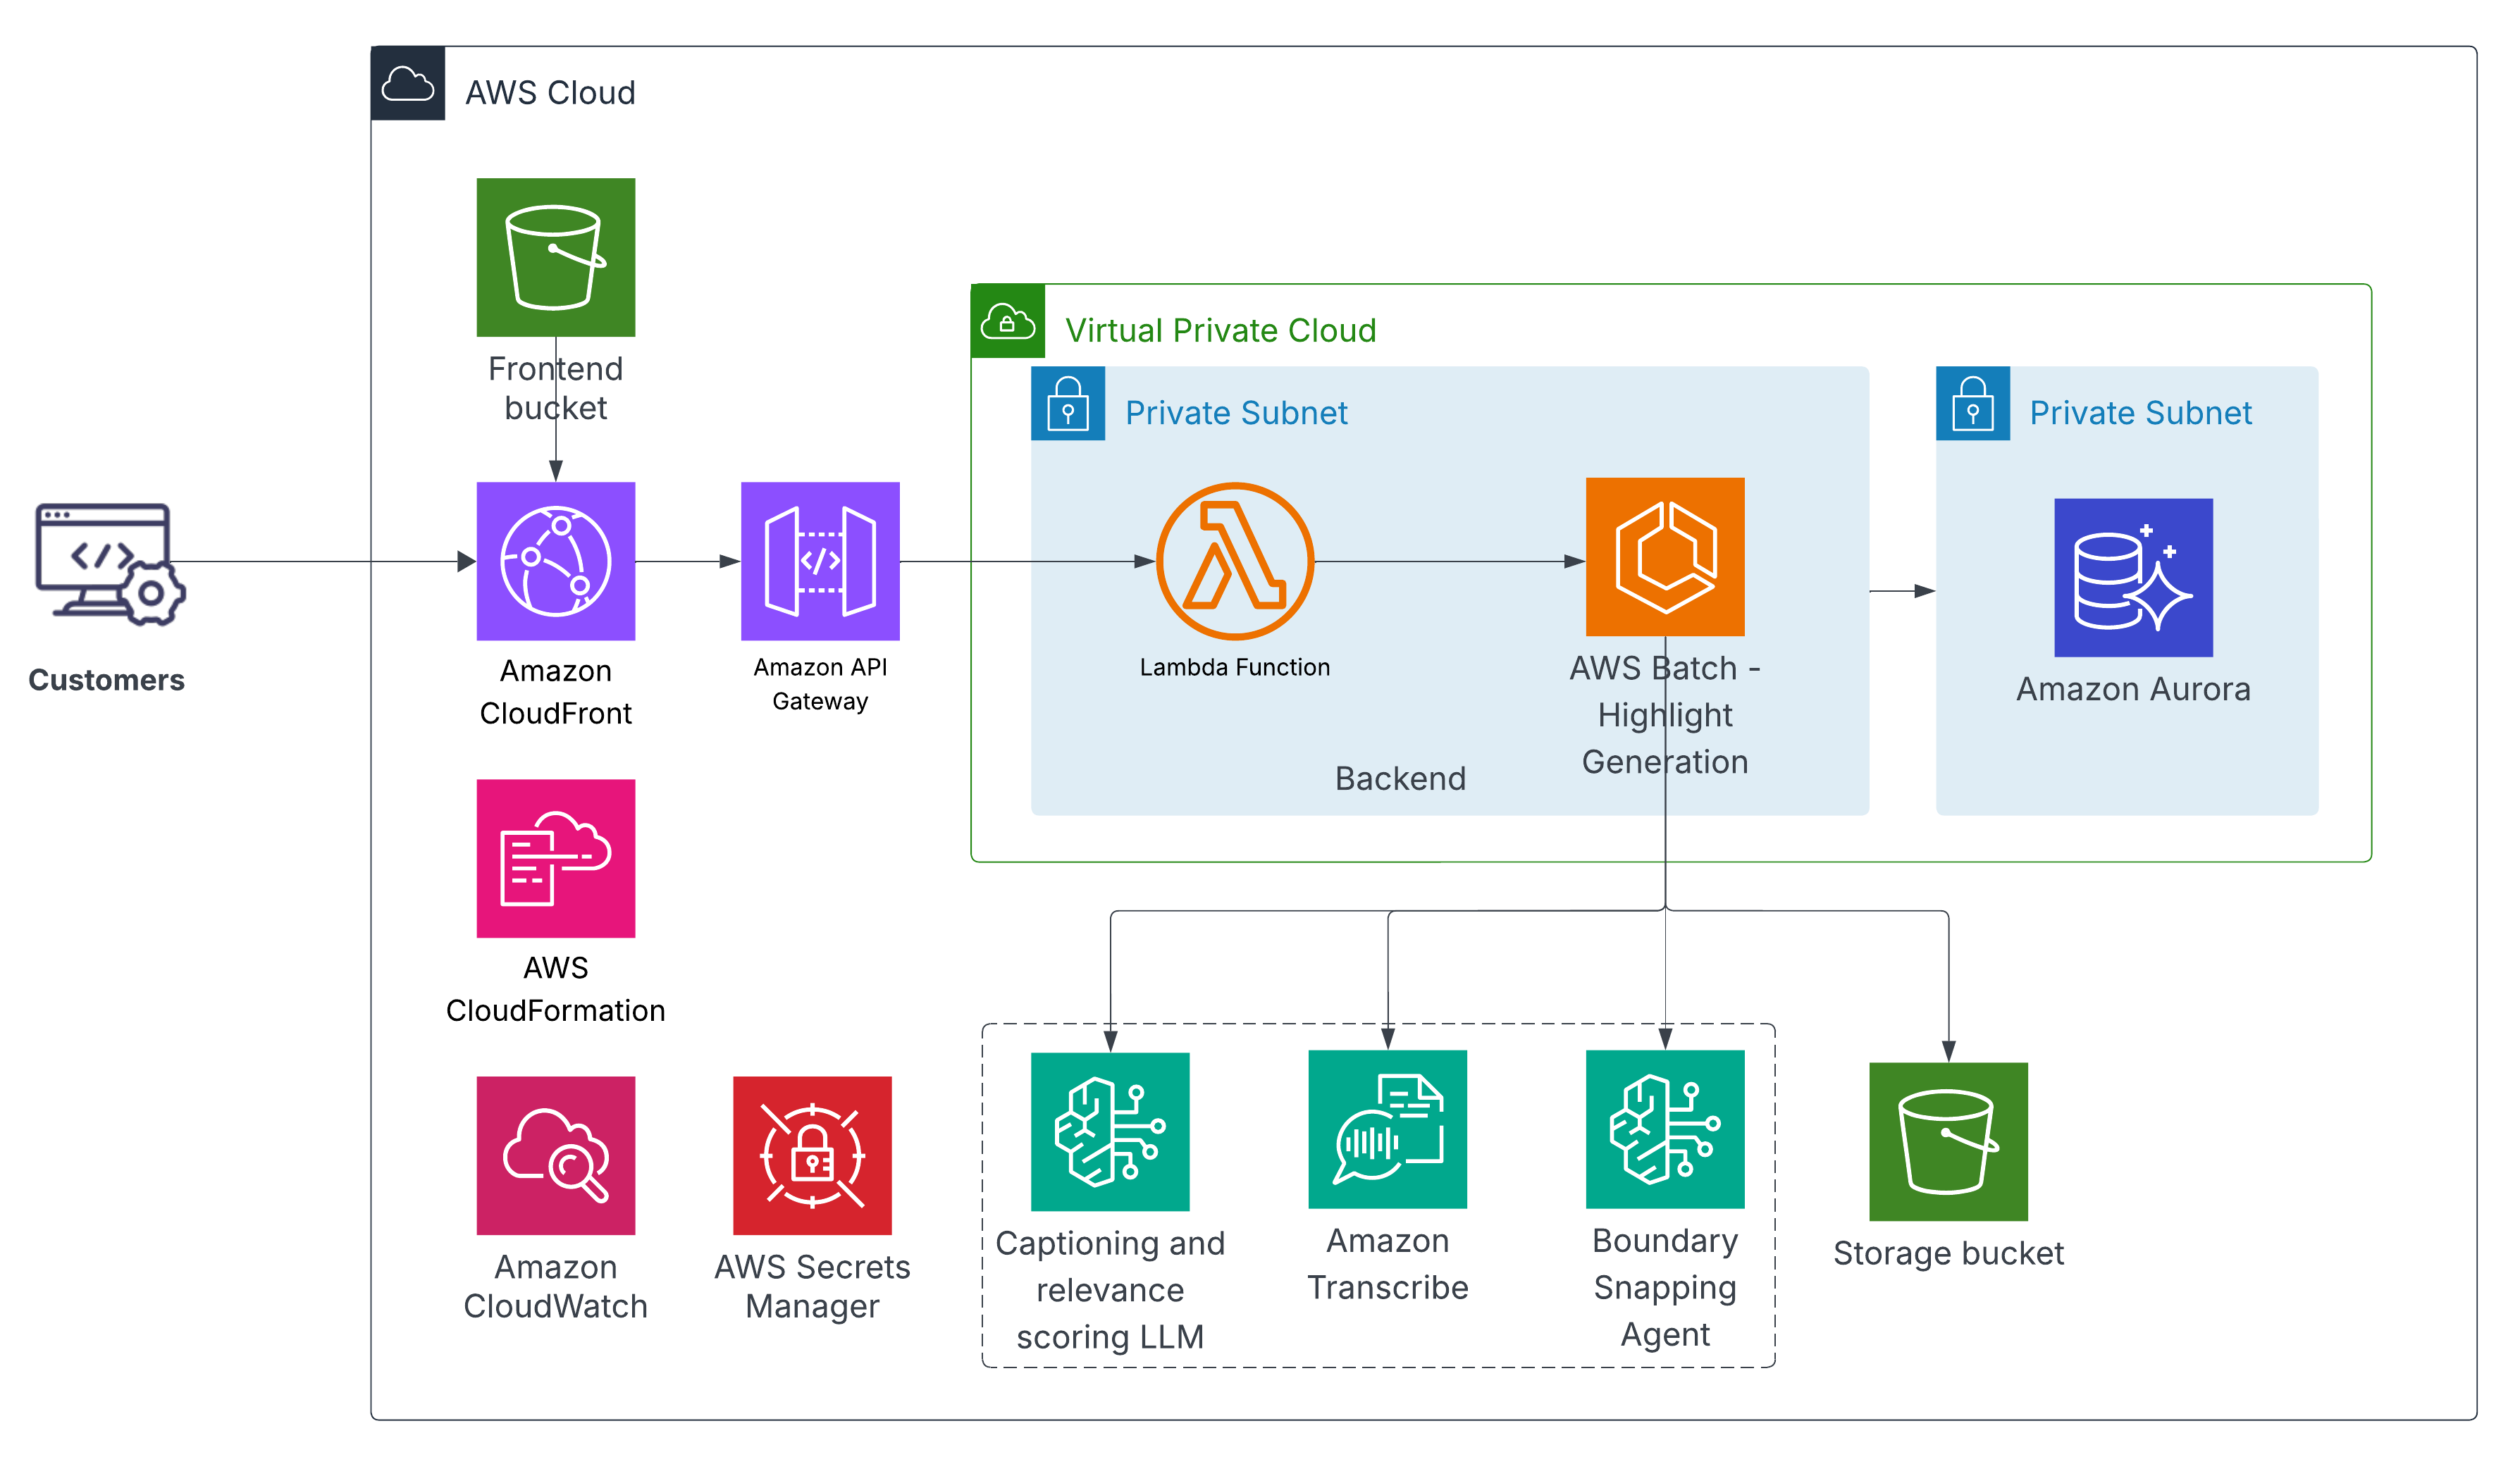 AWS Cloud
Frontend
bucket
Virtual Private Cloud
Private Subnet
Private Subnet
Customers
Amazon
CloudFront
Amazon API
Gateway
Lambda Function
AWS Batch -
Highlight
Generation
Backend
Amazon Aurora
AWS
CloudFormation
Amazon
CloudWatch
AWS Secrets
Manager
Captioning and
relevance
scoring LLM
Amazon
Transcribe
Boundary
Snapping
Agent
Storage bucket